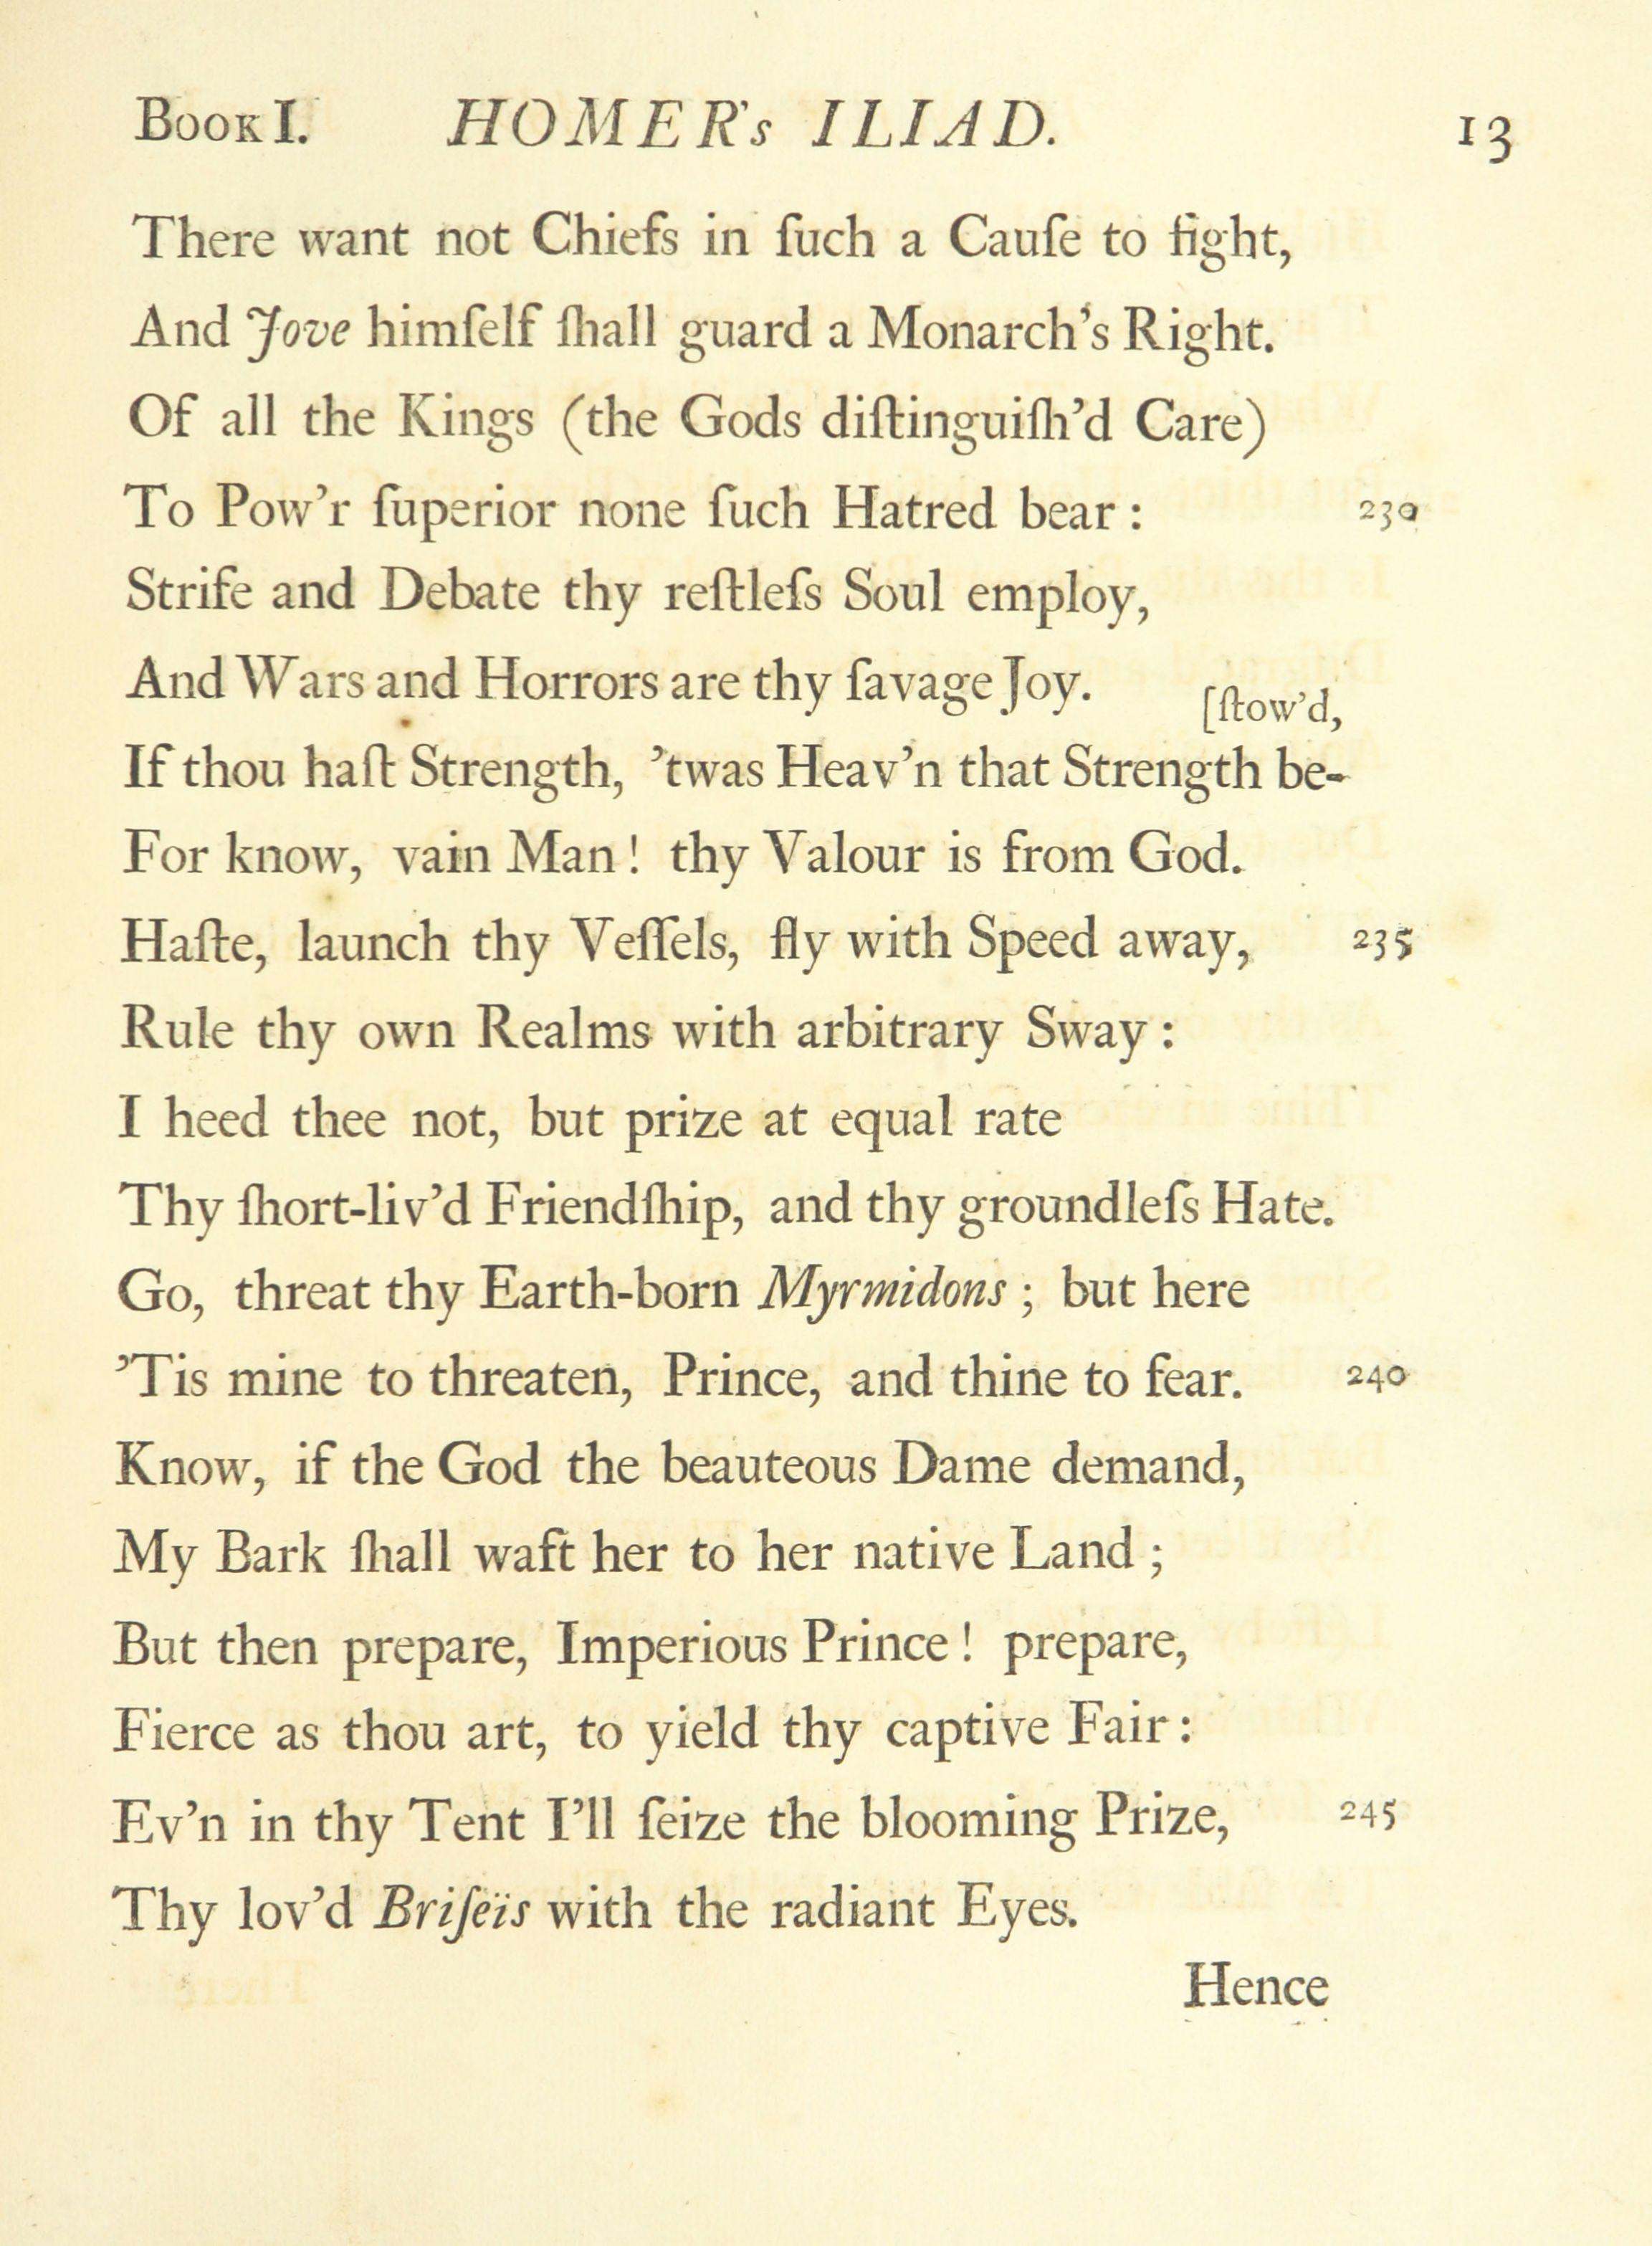 Book I. HOMER's ILIAD. 13
There want not Chiefs in ſuch a Cauſe to fight,
And Jove himſelf ſhall guard a Monarch's Right.
Of all the Kings (the Gods diſtinguiſh'd Care)
To Pow'r ſuperior none ſuch Hatred bear : 230
Strife and Debate thy reſtleſs Soul employ,
And Wars and Horrors are thy ſavage Joy.
[ſtow'd,
If thou haſt Strength, 'twas Heav'n that Strength be-
For know, vain Man! thy Valour is from God.
Haſte, launch thy Veſſels, fly with Speed away, 235
Rule thy own Realms with arbitrary Sway :
I heed thee not, but prize at equal rate
Thy ſhort-liv'd Friendſhip, and thy groundleſs Hate.
Go, threat thy Earth-born Myrmidons ; but here
'Tis mine to threaten, Prince, and thine to fear. 240
Know, if the God the beauteous Dame demand,
My Bark ſhall waft her to her native Land ;
But then prepare, Imperious Prince! prepare,
Fierce as thou art, to yield thy captive Fair :
Ev'n in thy Tent I'll ſeize the blooming Prize, 245
Thy lov'd Briſeïs with the radiant Eyes.
Hence